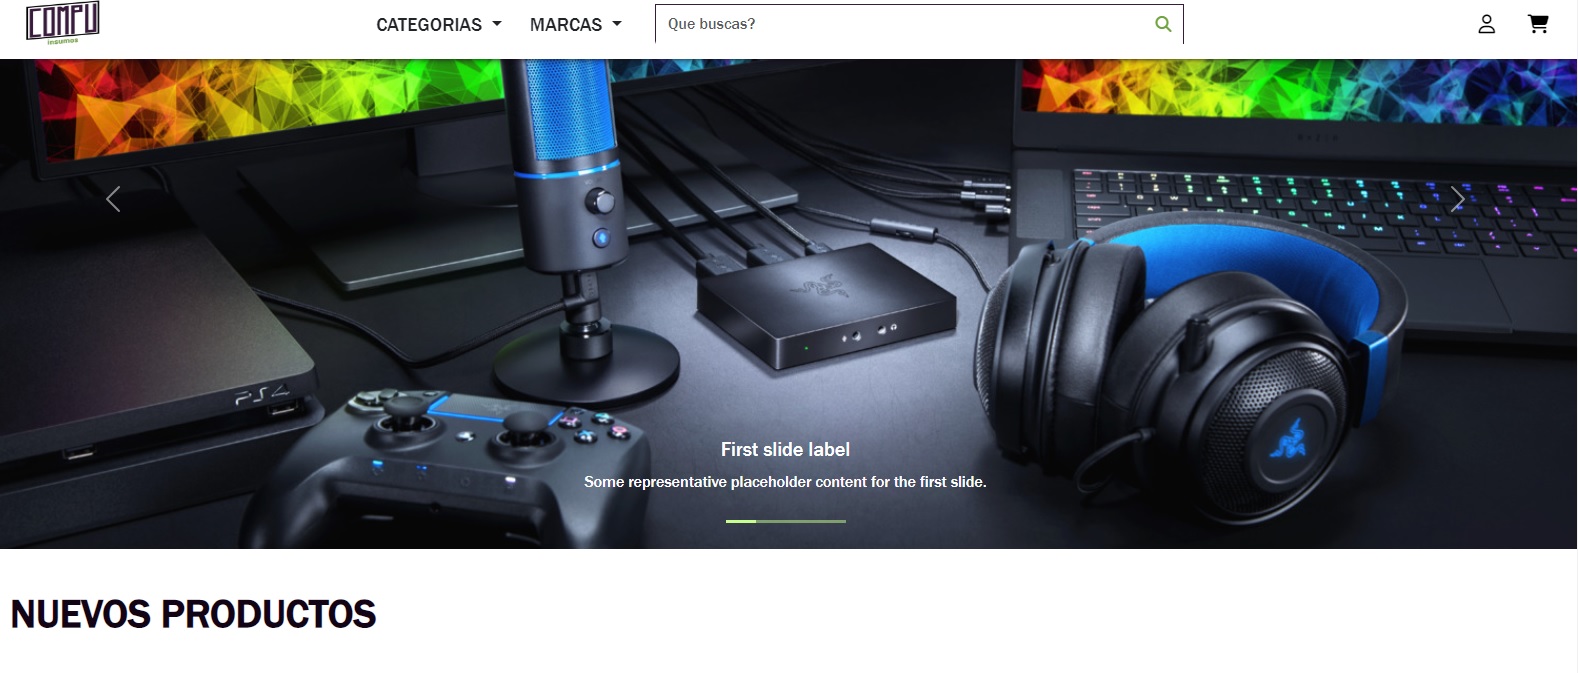 COMPU
insumos
CATEGORIAS
MARCAS
Que buscas?
RAZER
PS4
First slide label
Some representative placeholder content for the first slide.
NUEVOS PRODUCTOS